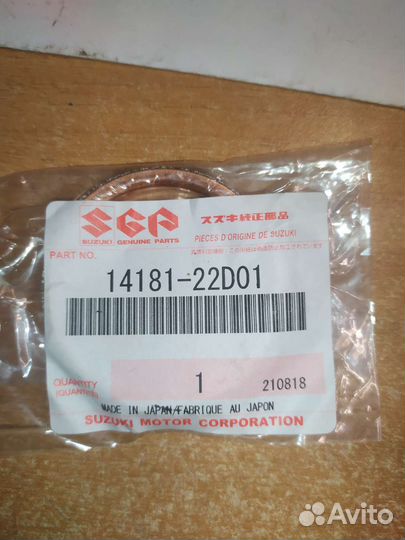 SGP
スズキ純正部品
SUZUKI GENUINE PARTS
PIECES D'ORIGINE DE SUZUKI
PART NO.
14181-22D01
QUANTITY
(QUANTITE)
1
210818
MADE IN JAPAN/FABRIQUE AU JAPON
SUZUKI MOTOR CORPORATION
Avito